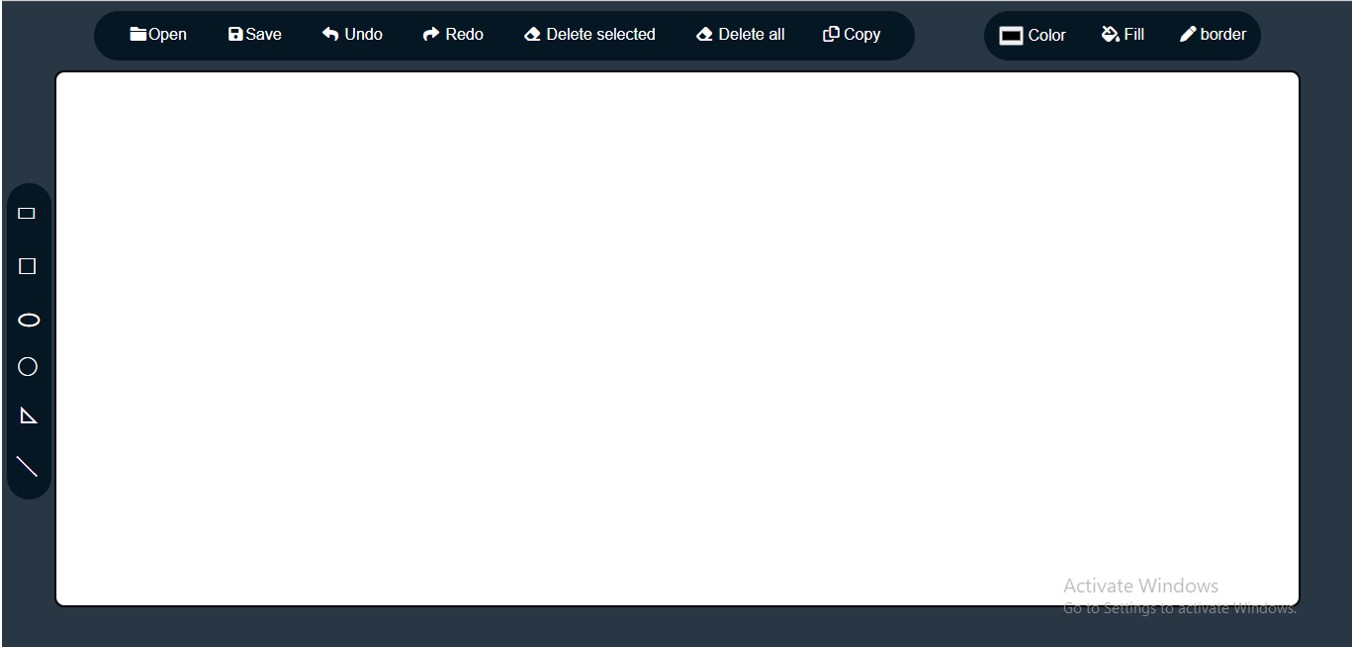 Open Save Undo Redo Delete selected Delete all Copy Color Fill border
Activate Windows
Go to Settings to activate Windows.